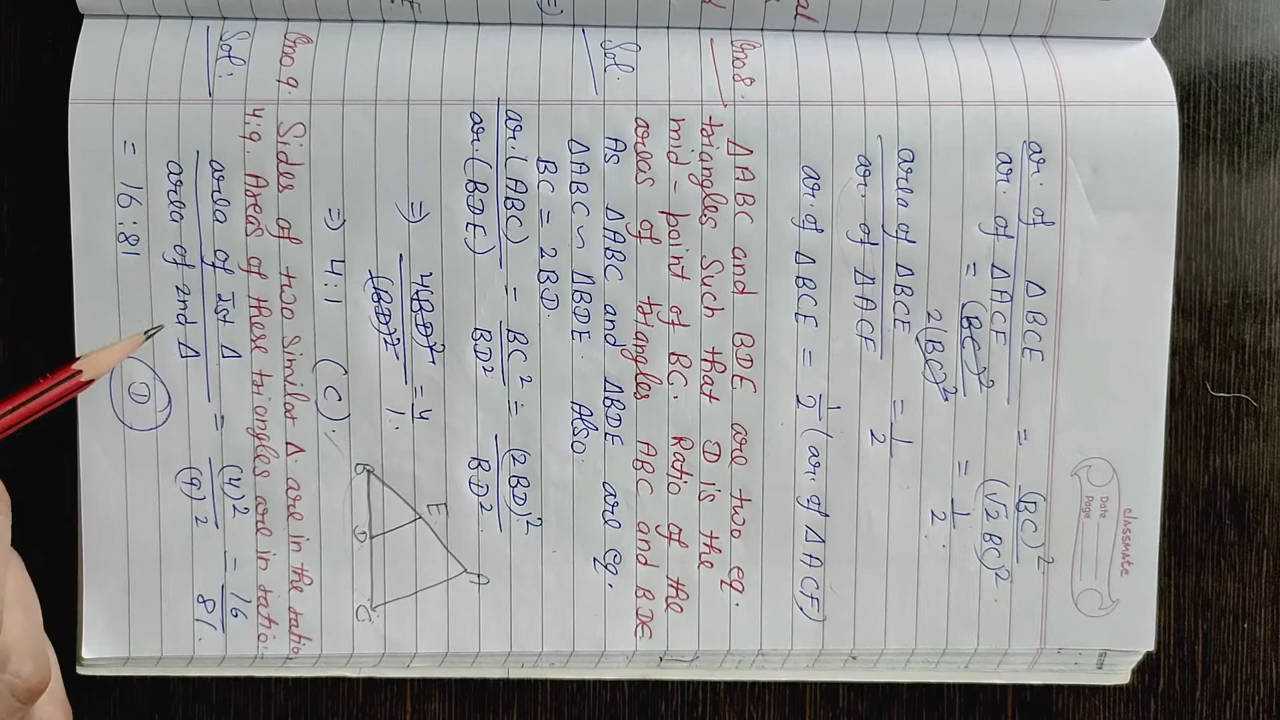 classmate
Date
Page
ar. of Δ BCE / ar. of Δ ACE = (BC)² / (√2 BC)².
= (BC)² / 2(BC)² = 1/2.
area of ΔBCE / ar. of ΔACF = 1/2
ar. of ΔBCE = 1/2 (ar. of ΔACF)
Qno8. ΔABC and BDE are two eq.
triangles such that D is the
mid-point of BC. Ratio of the
areas of triangles ABC and BDE
Sol: As ΔABC and ΔBDE are eq.
ΔABC ~ ΔBDE. Also.
BC = 2BD.
ar.(ABC) / ar.(BDE) = BC² / BD² = (2BD)² / BD².
⇒ 4(BD)² / (BD)² = 4/1.
⇒ 4:1 (C).
A
E
B
D
C
Qno9. Sides of two similar Δ. are in the ratio
4:9. Areas of these triangles are in ratio:
Sol: area of Ist Δ / area of 2nd Δ = (4)² / (9)² = 16/81.
= 16:81 (D)